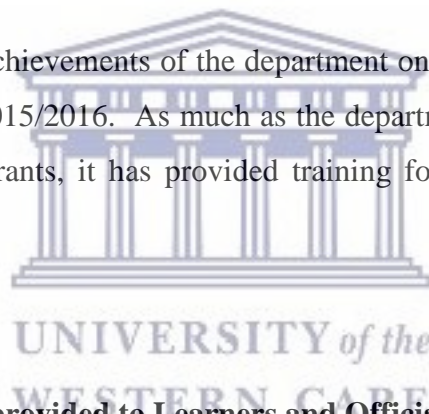 chievements of the department on
015/2016. As much as the departm
rants, it has provided training fo
UNIVERSITY of the
WESTERN CAPE
provided to Learners and Offici